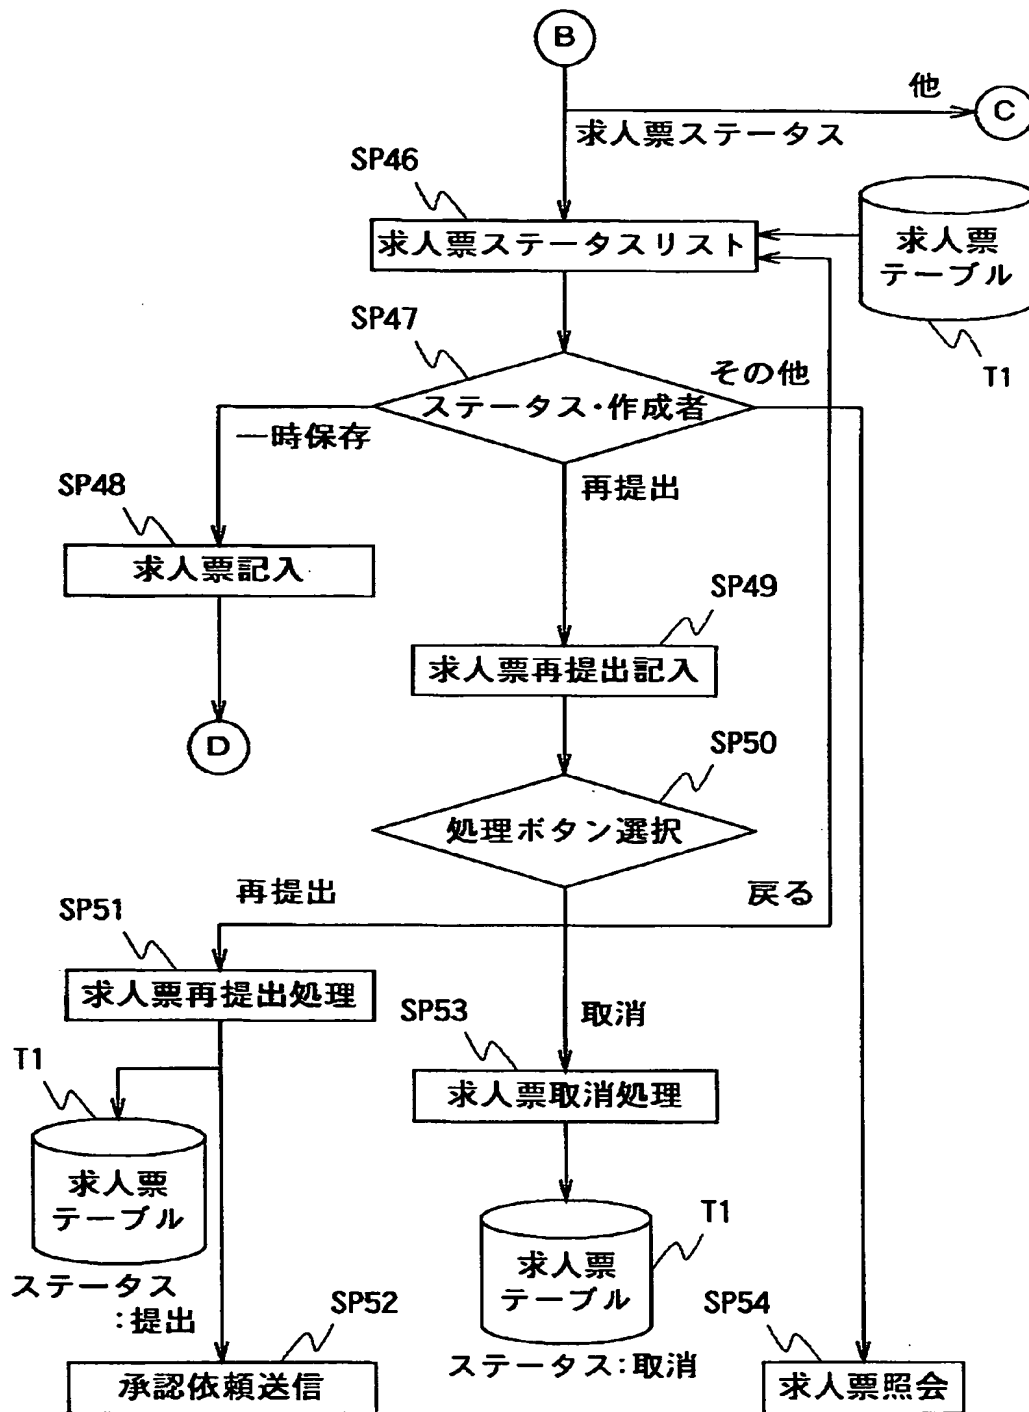 B
他
C
求人票ステータス
SP46
求人票ステータスリスト
求人票
テーブル
T1
SP47
その他
ステータス・作成者
一時保存
SP48
再提出
求人票記入
SP49
求人票再提出記入
D
SP50
処理ボタン選択
再提出
戻る
SP51
求人票再提出処理
SP53
取消
T1
求人票取消処理
求人票
テーブル
ステータス
:提出
T1
求人票
テーブル
ステータス:取消
SP52
承認依頼送信
SP54
求人票照会